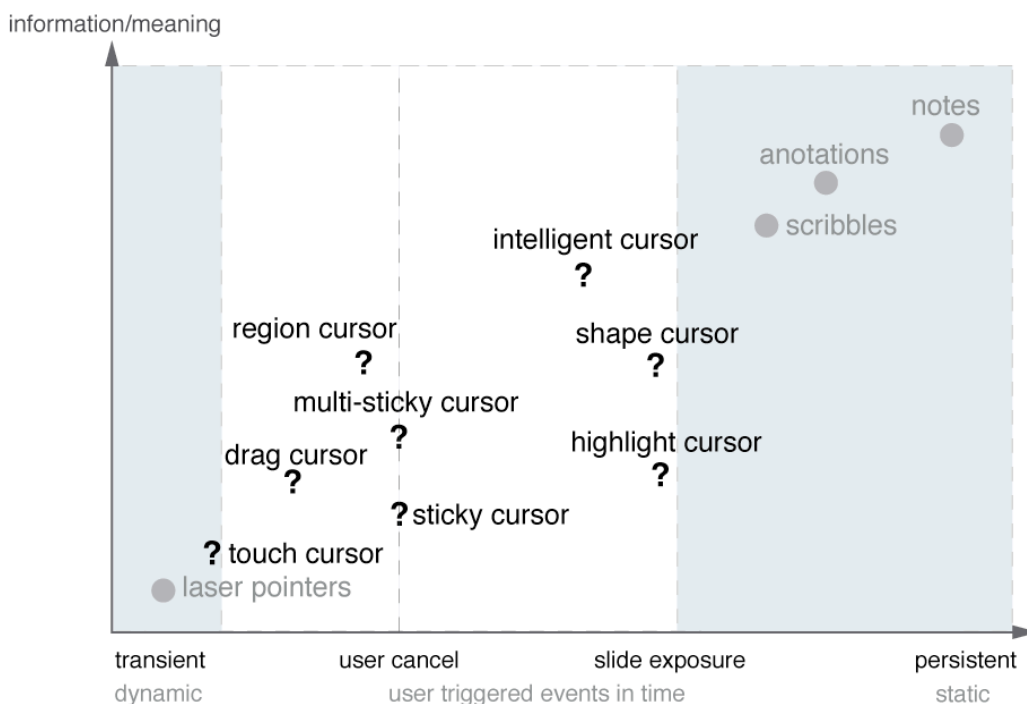 information/meaning
notes
anotations
scribbles
intelligent cursor
?
region cursor
?
shape cursor
?
multi-sticky cursor
?
highlight cursor
?
drag cursor
?
? sticky cursor
? touch cursor
laser pointers
transient user cancel slide exposure persistent
dynamic user triggered events in time static